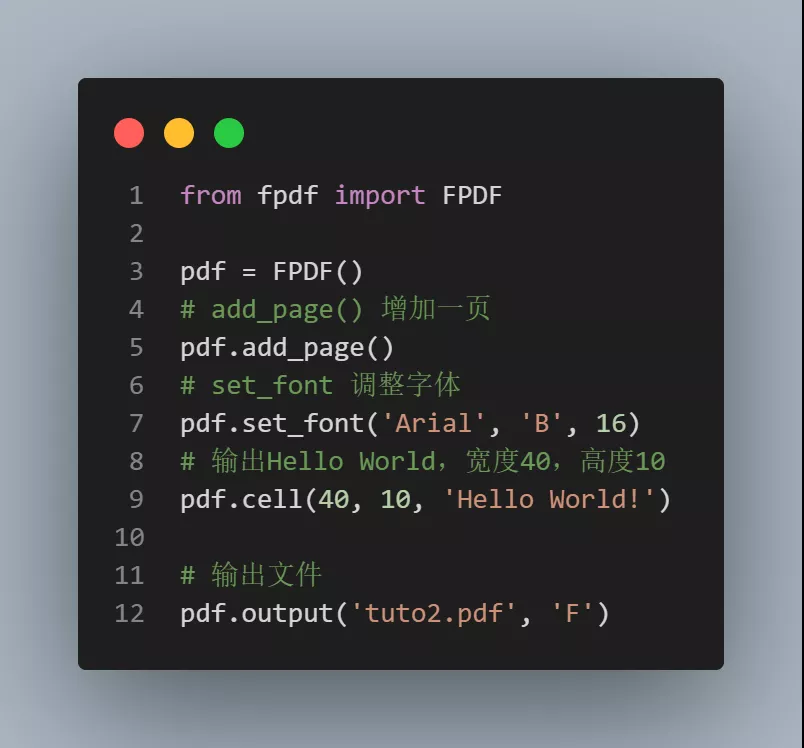 1 from fpdf import FPDF
2
3 pdf = FPDF()
4 # add_page() 增加一页
5 pdf.add_page()
6 # set_font 调整字体
7 pdf.set_font('Arial', 'B', 16)
8 # 输出Hello World，宽度40，高度10
9 pdf.cell(40, 10, 'Hello World!')
10
11 # 输出文件
12 pdf.output('tuto2.pdf', 'F')